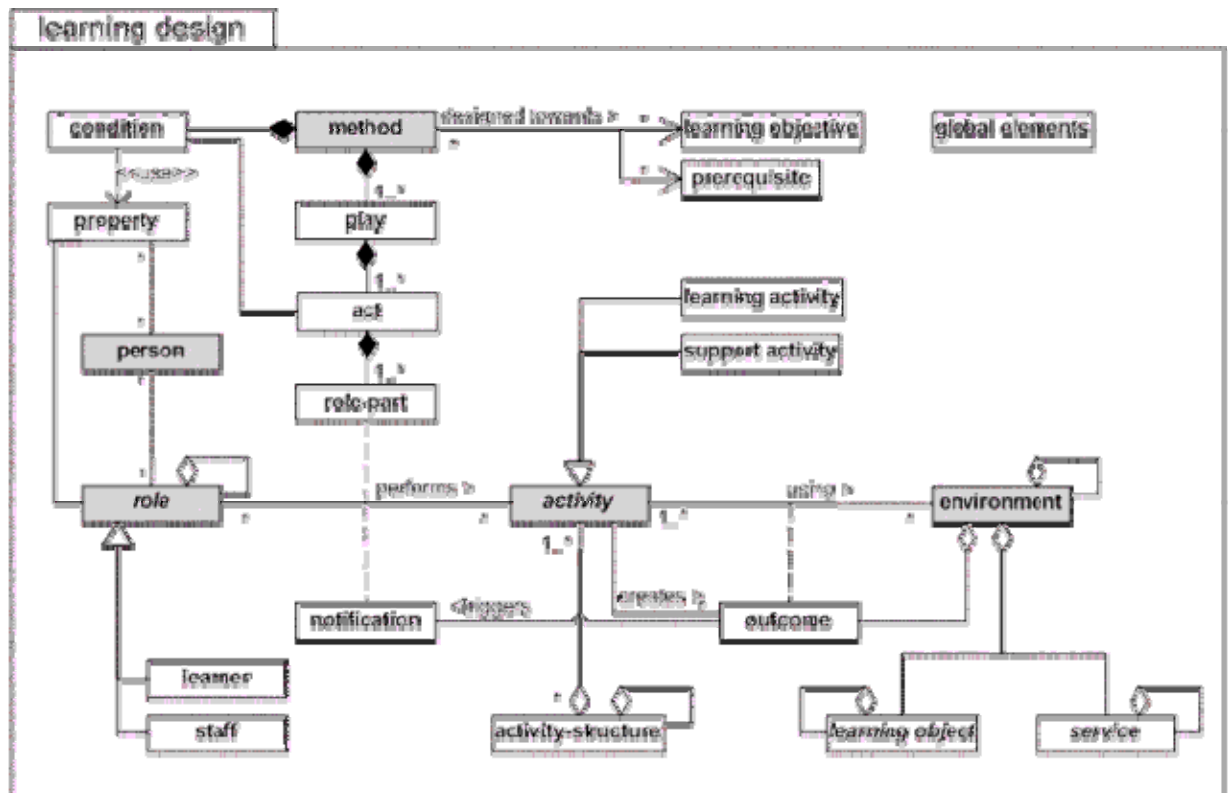 learning design
condition
method
designed towards >
*
*
learning objective
global elements
<<use>>
*
prerequisite
1..*
property
play
*
1..*
learning activity
act
*
person
support activity
*
1..*
role-part
*
role
performs >
activity
using >
environment
*
*
1..*
*
1..*
notification
<triggers
creates >
outcome
learner
*
staff
activity-structure
learning object
service